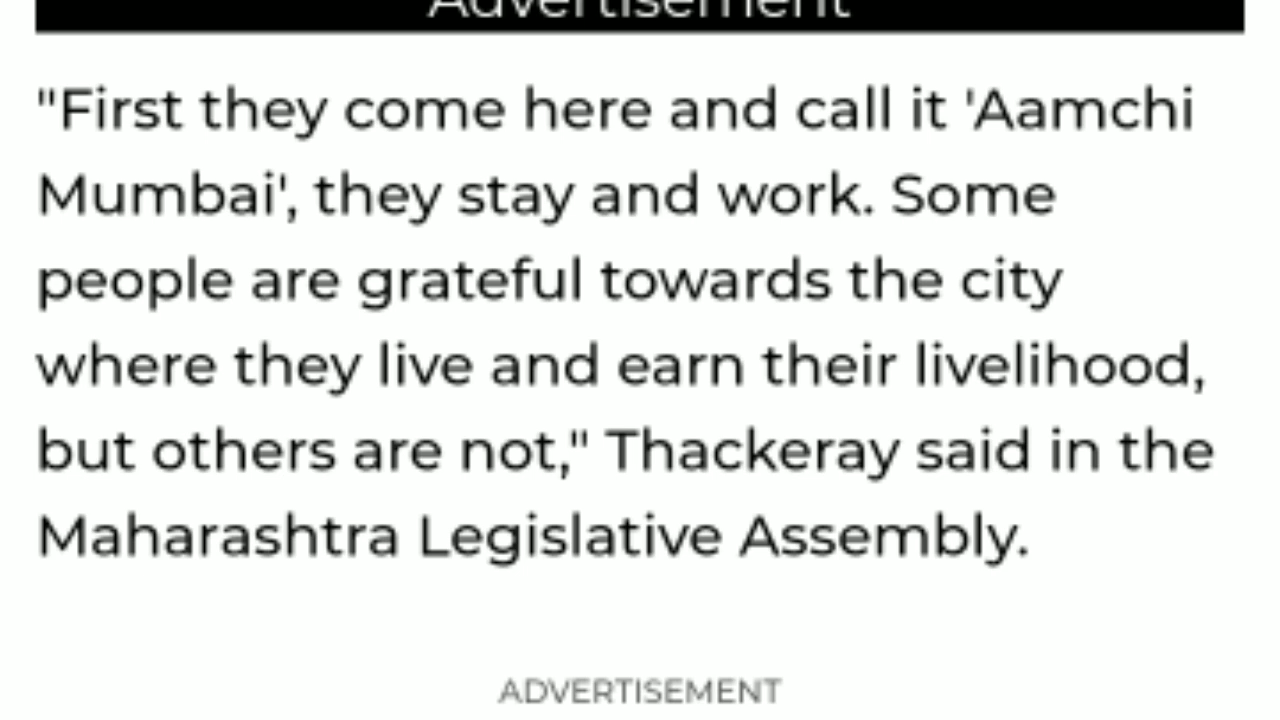 Advertisement
"First they come here and call it 'Aamchi
Mumbai', they stay and work. Some
people are grateful towards the city
where they live and earn their livelihood,
but others are not," Thackeray said in the
Maharashtra Legislative Assembly.
ADVERTISEMENT